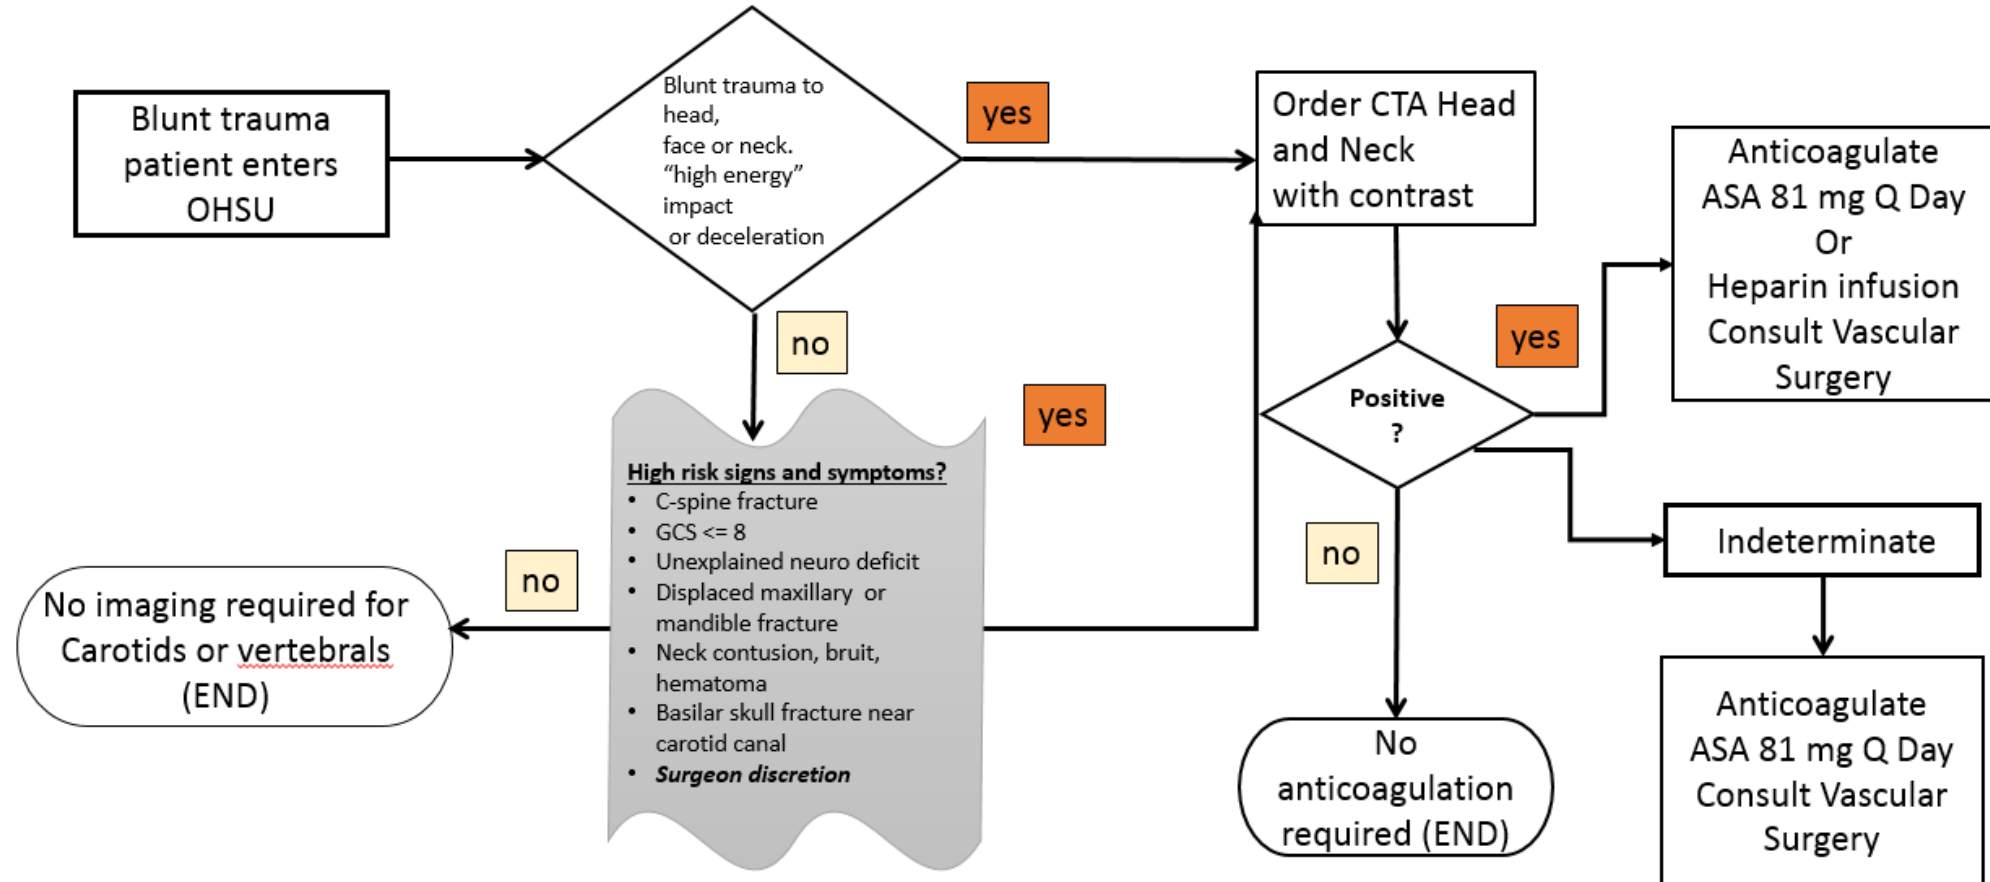 Blunt trauma
patient enters
OHSU
Blunt trauma to
head,
face or neck.
“high energy”
impact
or deceleration
yes
Order CTA Head
and Neck
with contrast
Anticoagulate
ASA 81 mg Q Day
Or
Heparin infusion
Consult Vascular
Surgery
no
yes
yes
Positive
?
High risk signs and symptoms?
• C-spine fracture
• GCS <= 8
• Unexplained neuro deficit
• Displaced maxillary or
mandible fracture
• Neck contusion, bruit,
hematoma
• Basilar skull fracture near
carotid canal
• Surgeon discretion
no
No imaging required for
Carotids or vertebrals
(END)
no
Indeterminate
No
anticoagulation
required (END)
Anticoagulate
ASA 81 mg Q Day
Consult Vascular
Surgery